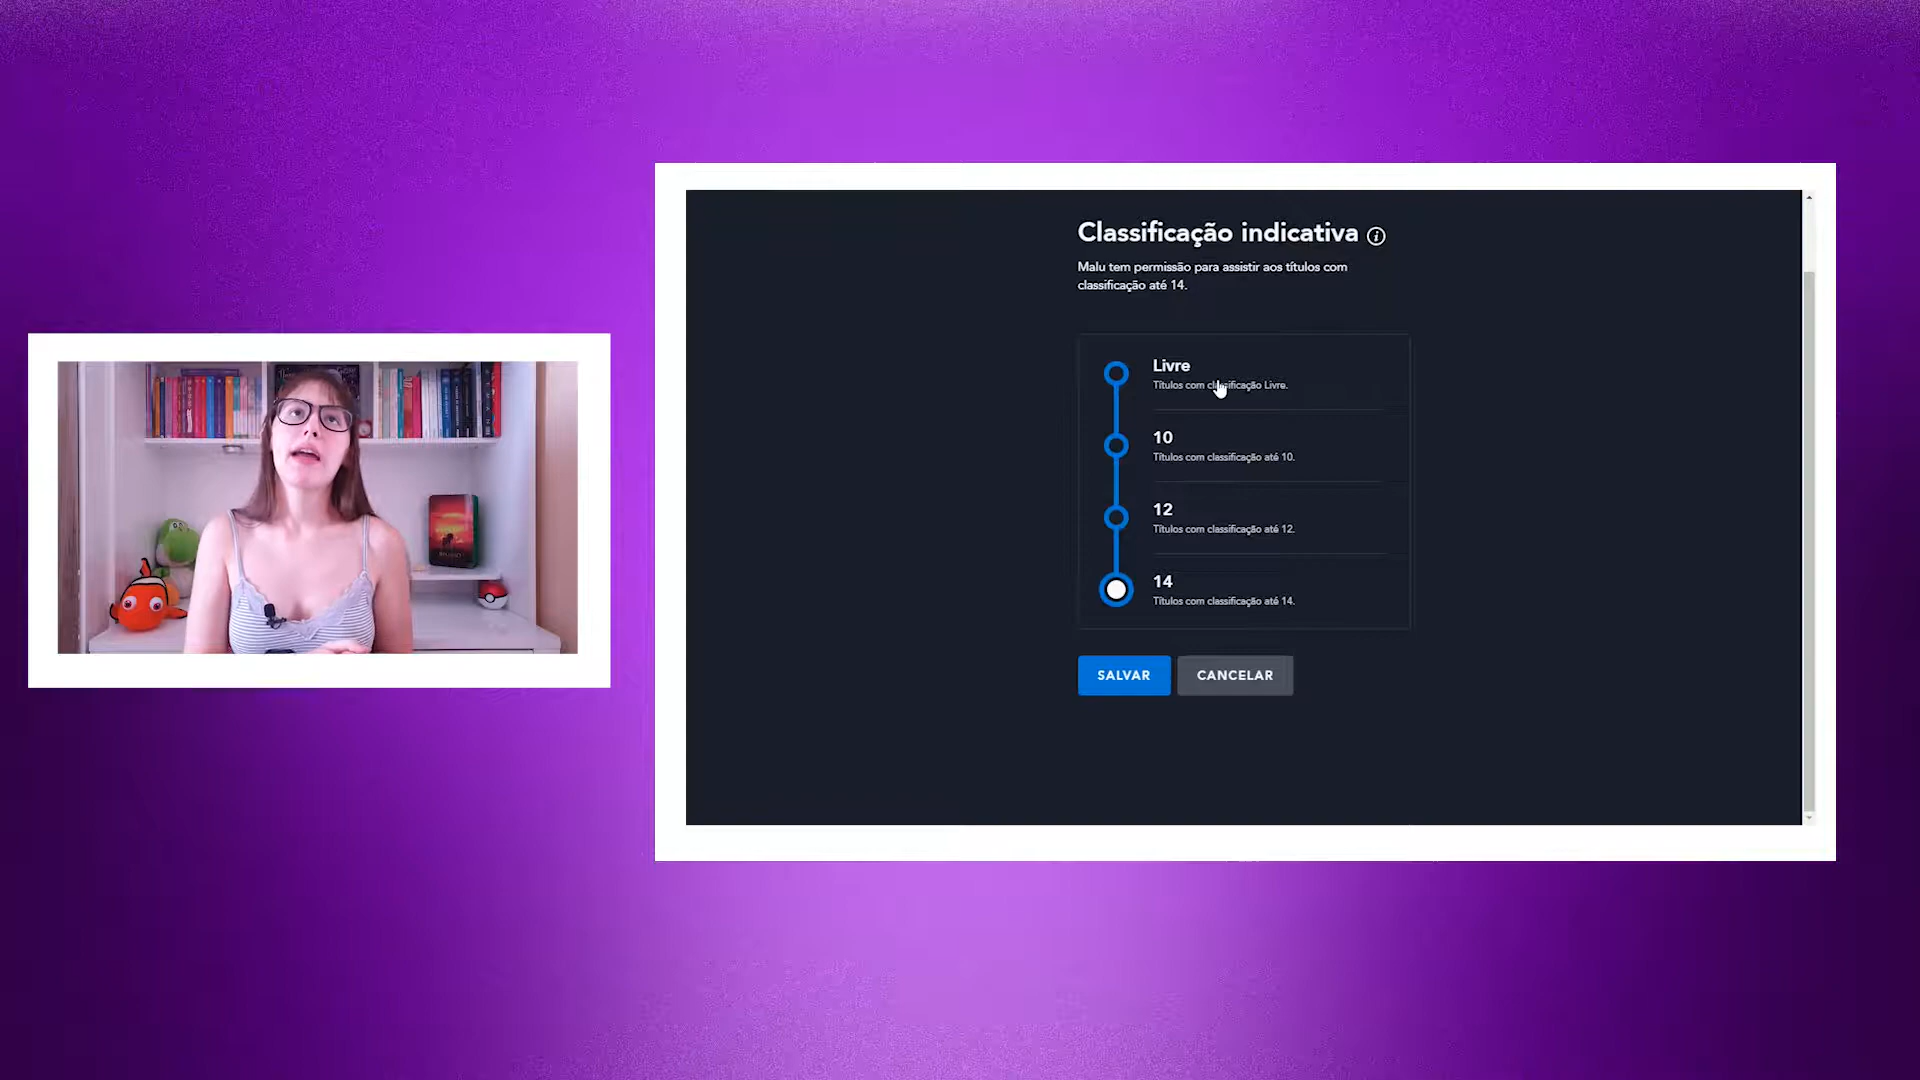 Classificação indicativa
Malu tem permissão para assistir aos títulos com
classificação até 14.
Livre
Títulos com classificação Livre.
10
Títulos com classificação até 10.
12
Títulos com classificação até 12.
14
Títulos com classificação até 14.
SALVAR
CANCELAR